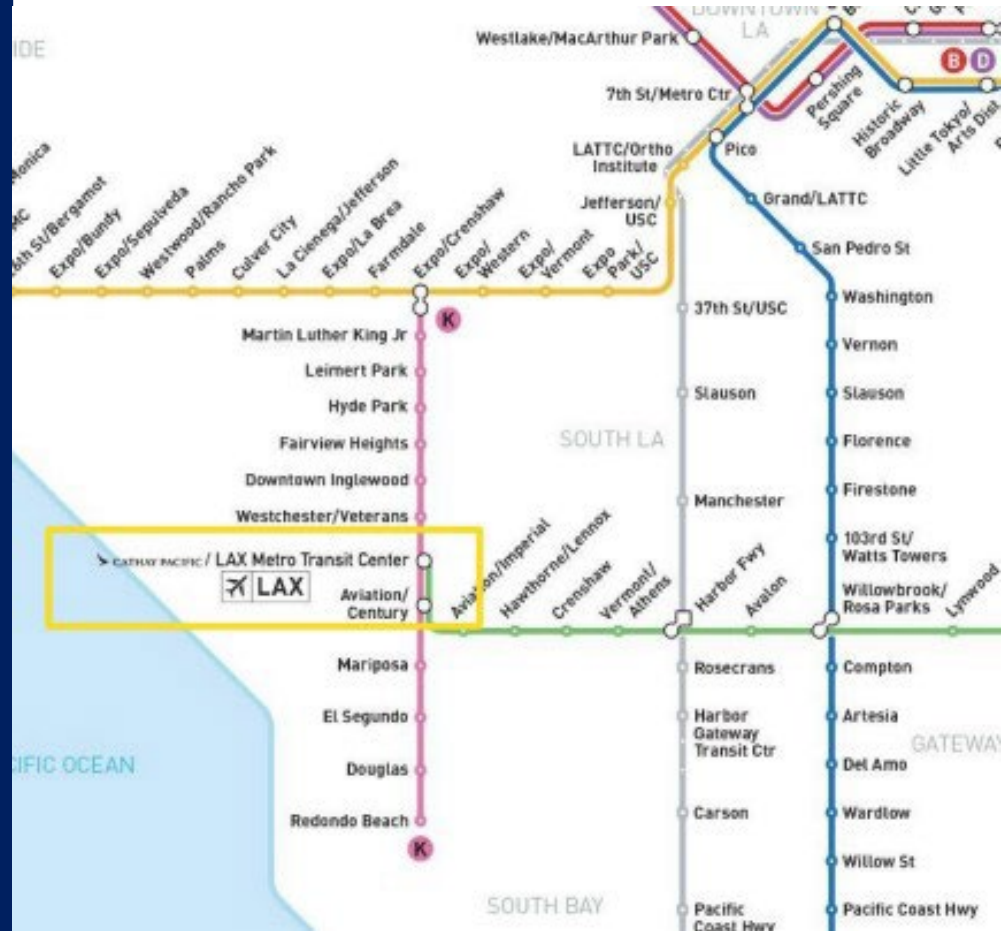 DOWNTOWN
LA
IDE
Westlake/MacArthur Park
7th St/Metro Ctr
Pershing
Square
Historic
Broadway
Little Tokyo/
Arts Dist
B
D
LATTC/Ortho
Institute
Pico
Jefferson/
USC
Grand/LATTC
San Pedro St
Monica
MC
26th St/Bergamot
Expo/Bundy
Expo/Sepulveda
Westwood/Rancho Park
Palms
Culver City
La Cienega/Jefferson
Expo/La Brea
Farmdale
Expo/Crenshaw
Expo/
Western
Expo/
Vermont
Expo
Park/
USC
K
Martin Luther King Jr
Leimert Park
Hyde Park
Fairview Heights
Downtown Inglewood
Westchester/Veterans
CATHAY PACIFIC / LAX Metro Transit Center
LAX
Aviation/
Century
Aviation/Imperial
Hawthorne/Lennox
Crenshaw
Vermont/
Athens
Harbor Fwy
Avalon
Willowbrook/
Rosa Parks
Lynwood
37th St/USC
Slauson
SOUTH LA
Manchester
Washington
Vernon
Slauson
Florence
Firestone
103rd St/
Watts Towers
Mariposa
El Segundo
Douglas
Redondo Beach
K
Rosecrans
Harbor
Gateway
Transit Ctr
Carson
Pacific
Coast Hwy
Compton
Artesia
Del Amo
Wardlow
Willow St
Pacific Coast Hwy
GATEWAY
CIFIC OCEAN
SOUTH BAY